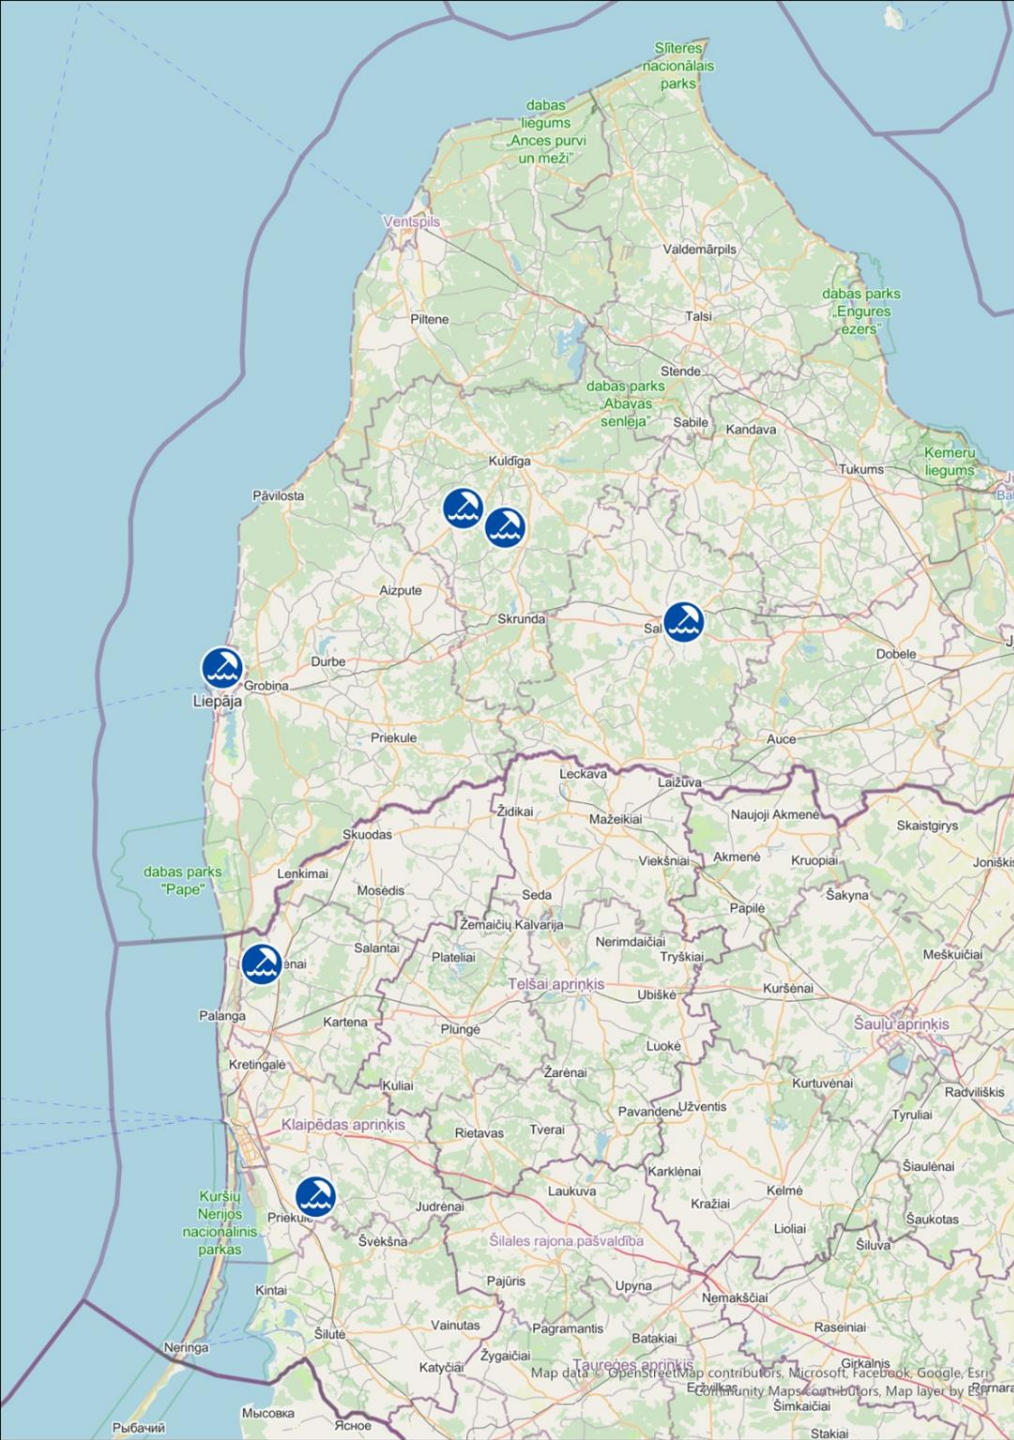 Slīteres
nacionālais
parks
dabas
liegums
„Ances purvi
un meži"
Ventspils
Valdemārpils
dabas parks
„Engures
ezers"
Piltene
Talsi
Stende
dabas parks
„Abavas
senleja"
Sabile
Kandava
Kuldīga
Tukums
Ķemeru
liegums
Pāvilosta
Aizpute
Skrunda
Sal
Durbe
Dobele
Grobiņa
Liepāja
Priekule
Auce
Leckava
Laižuva
Židikai
Mažeikiai
Naujoji Akmenė
Skuodas
Skaistgirys
Viekšniai
Akmenė
Kruopiai
Joniškis
dabas parks
"Pape"
Lenkimai
Mosėdis
Seda
Šakyna
Papilė
Žemaičių Kalvarija
Salantai
Nerimdaičiai
Plateliai
Tryškiai
Meškuičiai
ėnai
Telšai apriņķis
Ubiškė
Kuršėnai
Palanga
Kartena
Plungė
Šauļu apriņķis
Luokė
Kretingalė
Žarėnai
Kuliai
Kurtuvėnai
Radviliškis
Pavandenė
Užventis
Tyruliai
Klaipēdas apriņķis
Rietavas
Tverai
Karklėnai
Šiaulėnai
Kuršių
Nerijos
nacionalinis
parkas
Laukuva
Kražiai
Kelmė
Judrėnai
Priekulė
Lioliai
Šaukotas
Švėkšna
Šilales rajona pašvaldība
Šiluva
Kintai
Pajūris
Upyna
Nemakščiai
Šilutė
Vainutas
Pagramantis
Raseiniai
Neringa
Batakiai
Žygaičiai
Katyčiai
Tauragės apriņķis
Girkalnis
Map data © OpenStreetMap contributors, Microsoft, Facebook, Google, Esri
Community Maps contributors, Map layer by Esri
Eržvilkas
Šimkaičiai
Мысовка
Ясное
Рыбачий
Stakiai